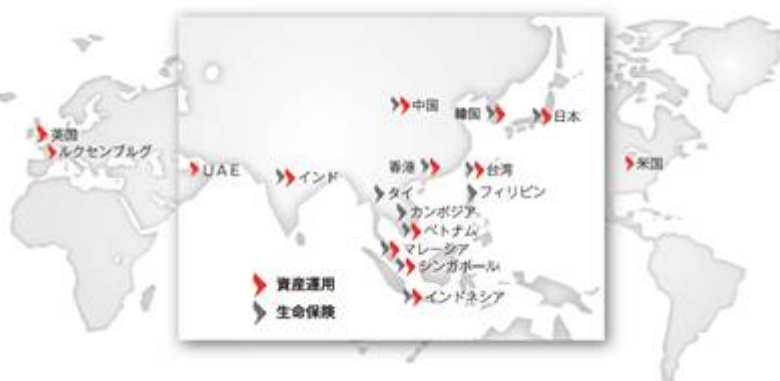 中国
韓国
日本
英国
ルクセンブルグ
UAE
インド
香港
台湾
米国
タイ
フィリピン
カンボジア
ベトナム
マレーシア
シンガポール
インドネシア
資産運用
生命保険